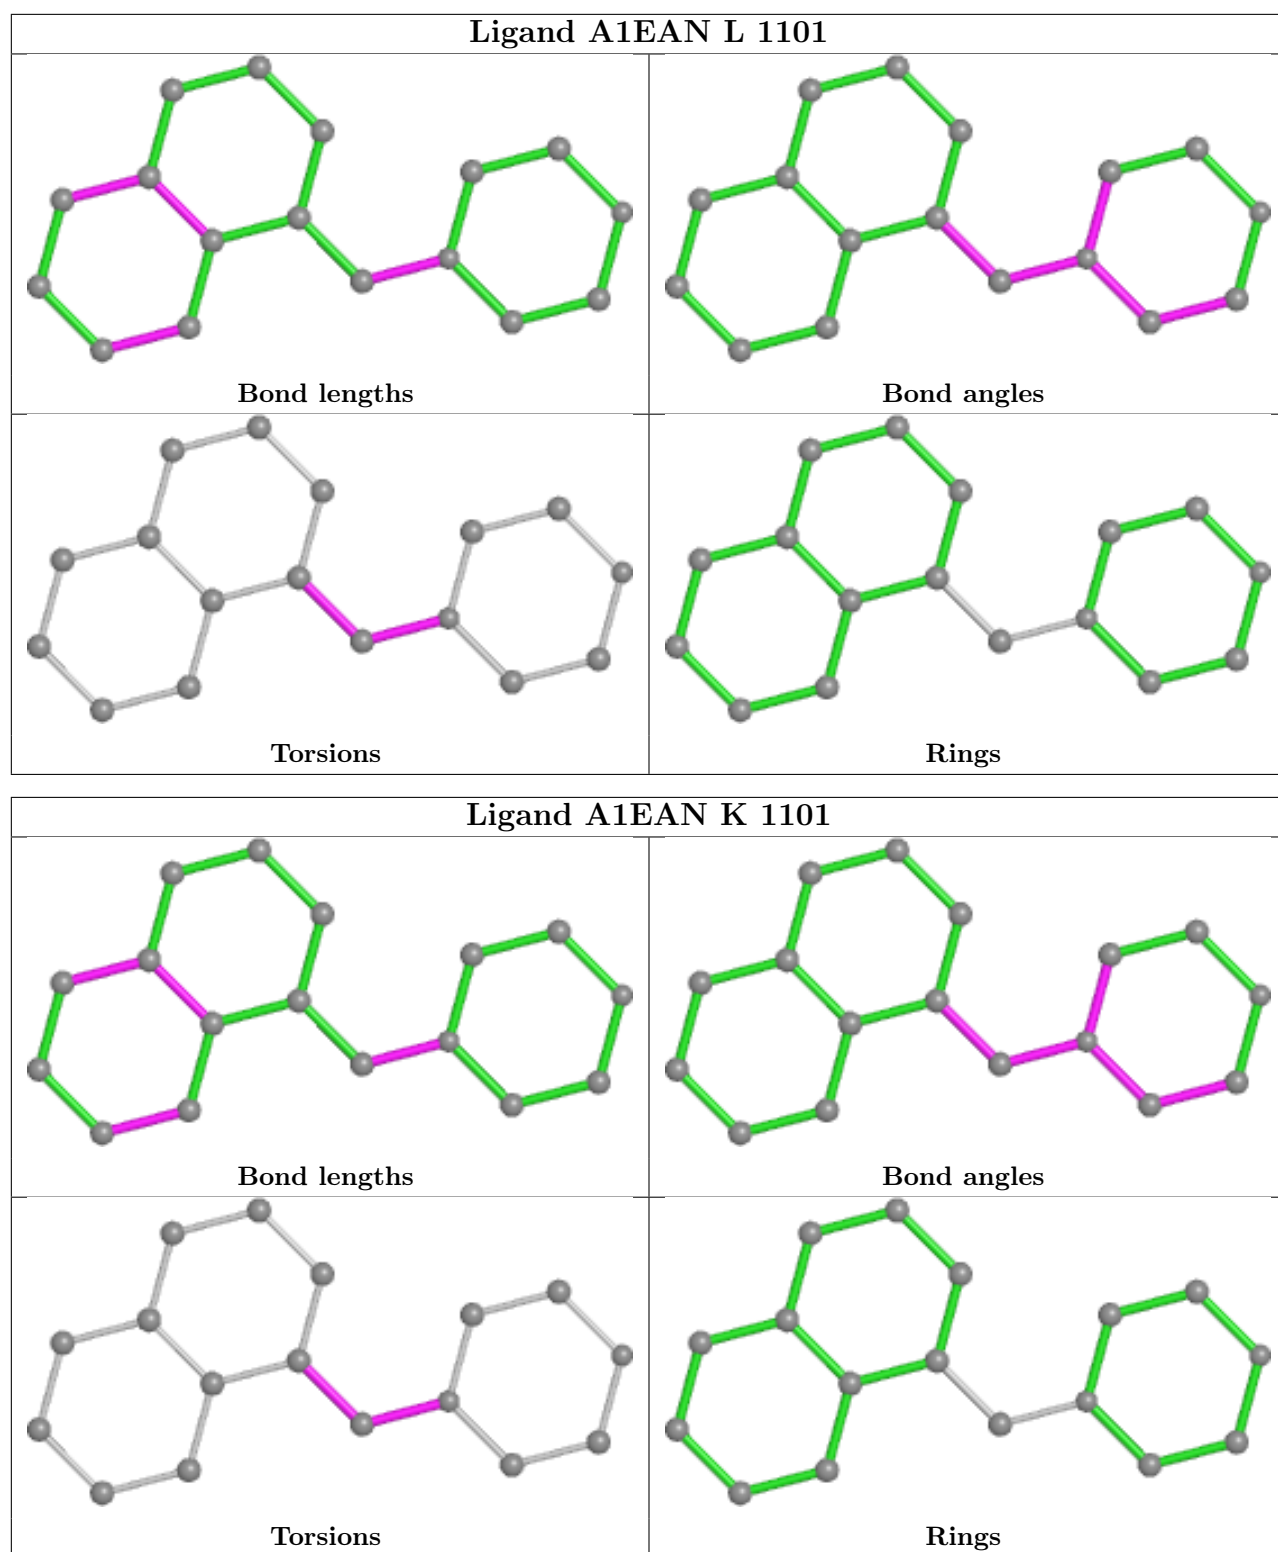 Ligand A1EAN L 1101
Bond lengths
Bond angles
Torsions
Rings
Ligand A1EAN K 1101
Bond lengths
Bond angles
Torsions
Rings